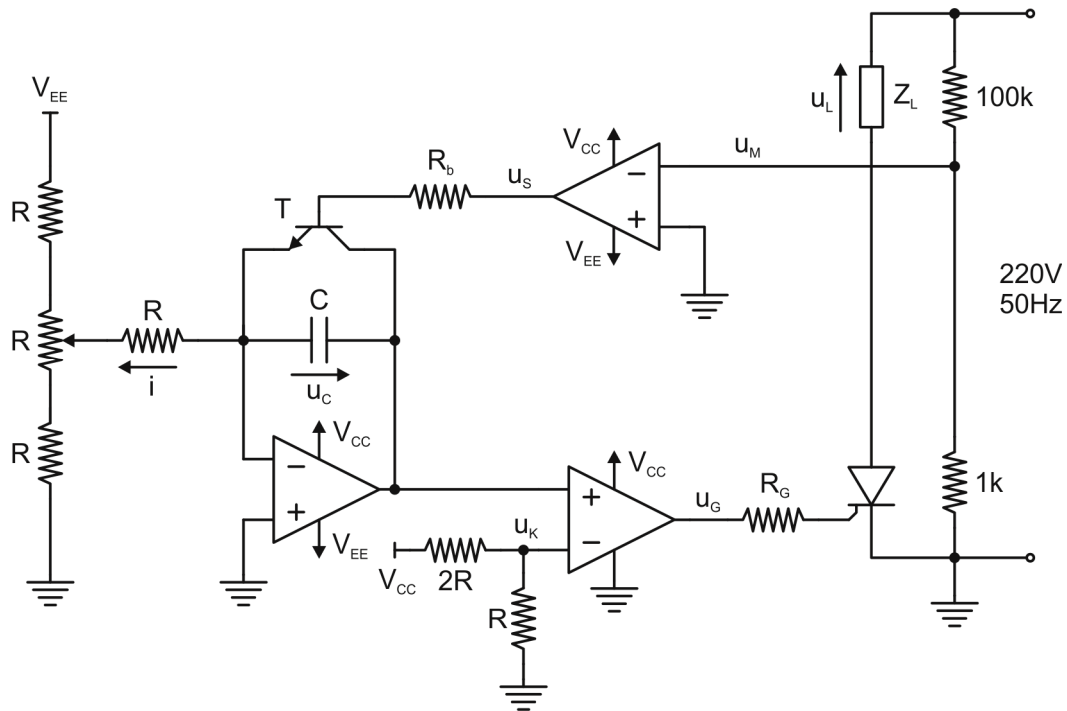 V_EE
R
R
R
R
i
T
R_b
u_S
V_CC
−
+
V_EE
u_M
u_L
Z_L
100k
220V
50Hz
C
u_C
−
+
V_CC
V_EE
V_CC
2R
u_K
R
+
−
V_CC
u_G
R_G
1k